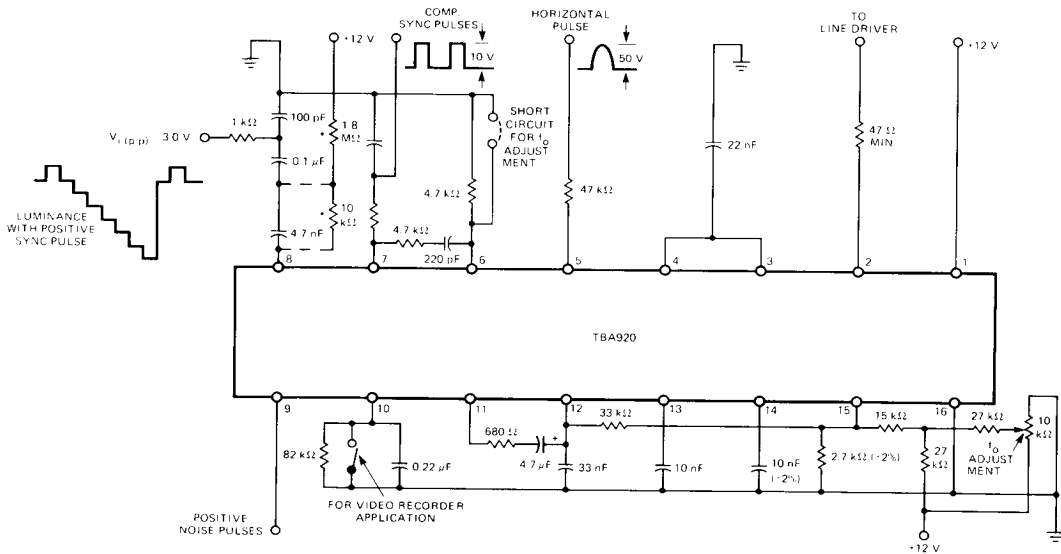 COMP.
SYNC PULSES
10 V
HORIZONTAL
PULSE
50 V
TO
LINE DRIVER
+12 V
+12 V
100 pF
1 kΩ
V i (p p) 3.0 V
0.1 μF
1.8
MΩ
10
kΩ
4.7 nF
LUMINANCE
WITH POSITIVE
SYNC PULSE
4.7 kΩ
SHORT
CIRCUIT
FOR fo
ADJUST
MENT
4.7 kΩ
220 pF
47 kΩ
22 nF
47 Ω
MIN
8
7
6
5
4
3
2
1
TBA920
9
10
11
12
13
14
15
16
82 kΩ
0.22 μF
680 Ω
4.7 μF
+
33 kΩ
33 nF
10 nF
10 nF
(-2%)
2.7 kΩ (-2%)
15 kΩ
27 kΩ
27
kΩ
10
kΩ
fo
ADJUST
MENT
FOR VIDEO RECORDER
APPLICATION
POSITIVE
NOISE PULSES
+12 V